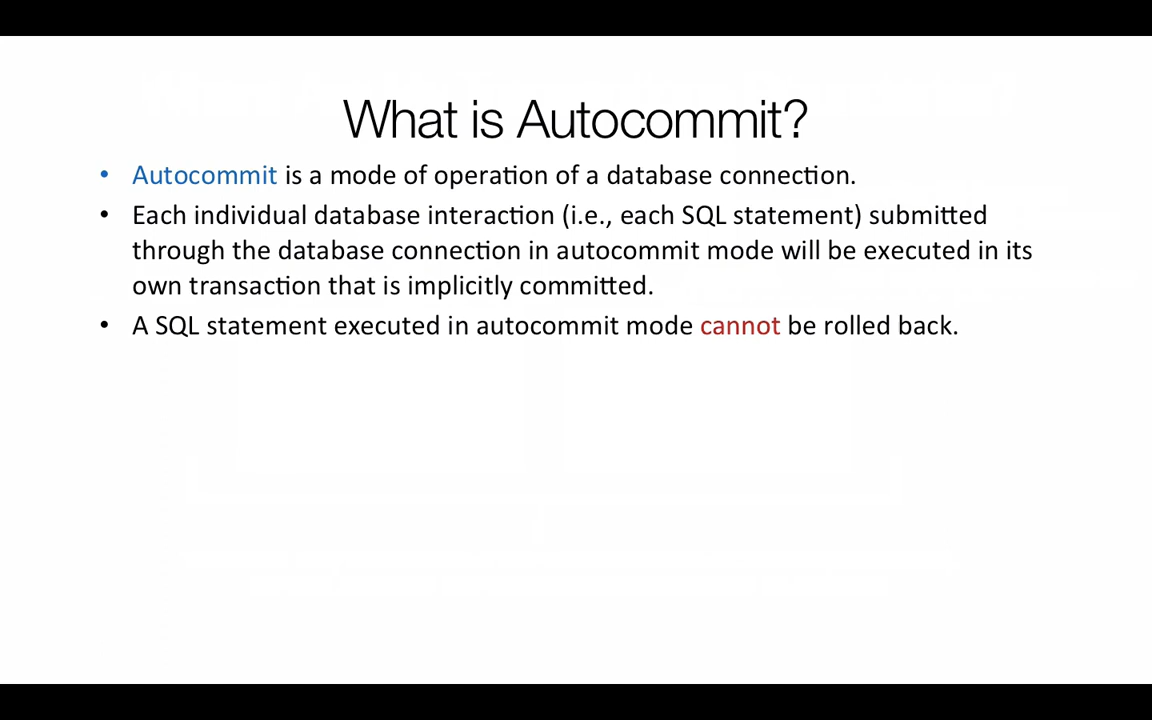 What is Autocommit?
• Autocommit is a mode of operation of a database connection.
• Each individual database interaction (i.e., each SQL statement) submitted
through the database connection in autocommit mode will be executed in its
own transaction that is implicitly committed.
• A SQL statement executed in autocommit mode cannot be rolled back.